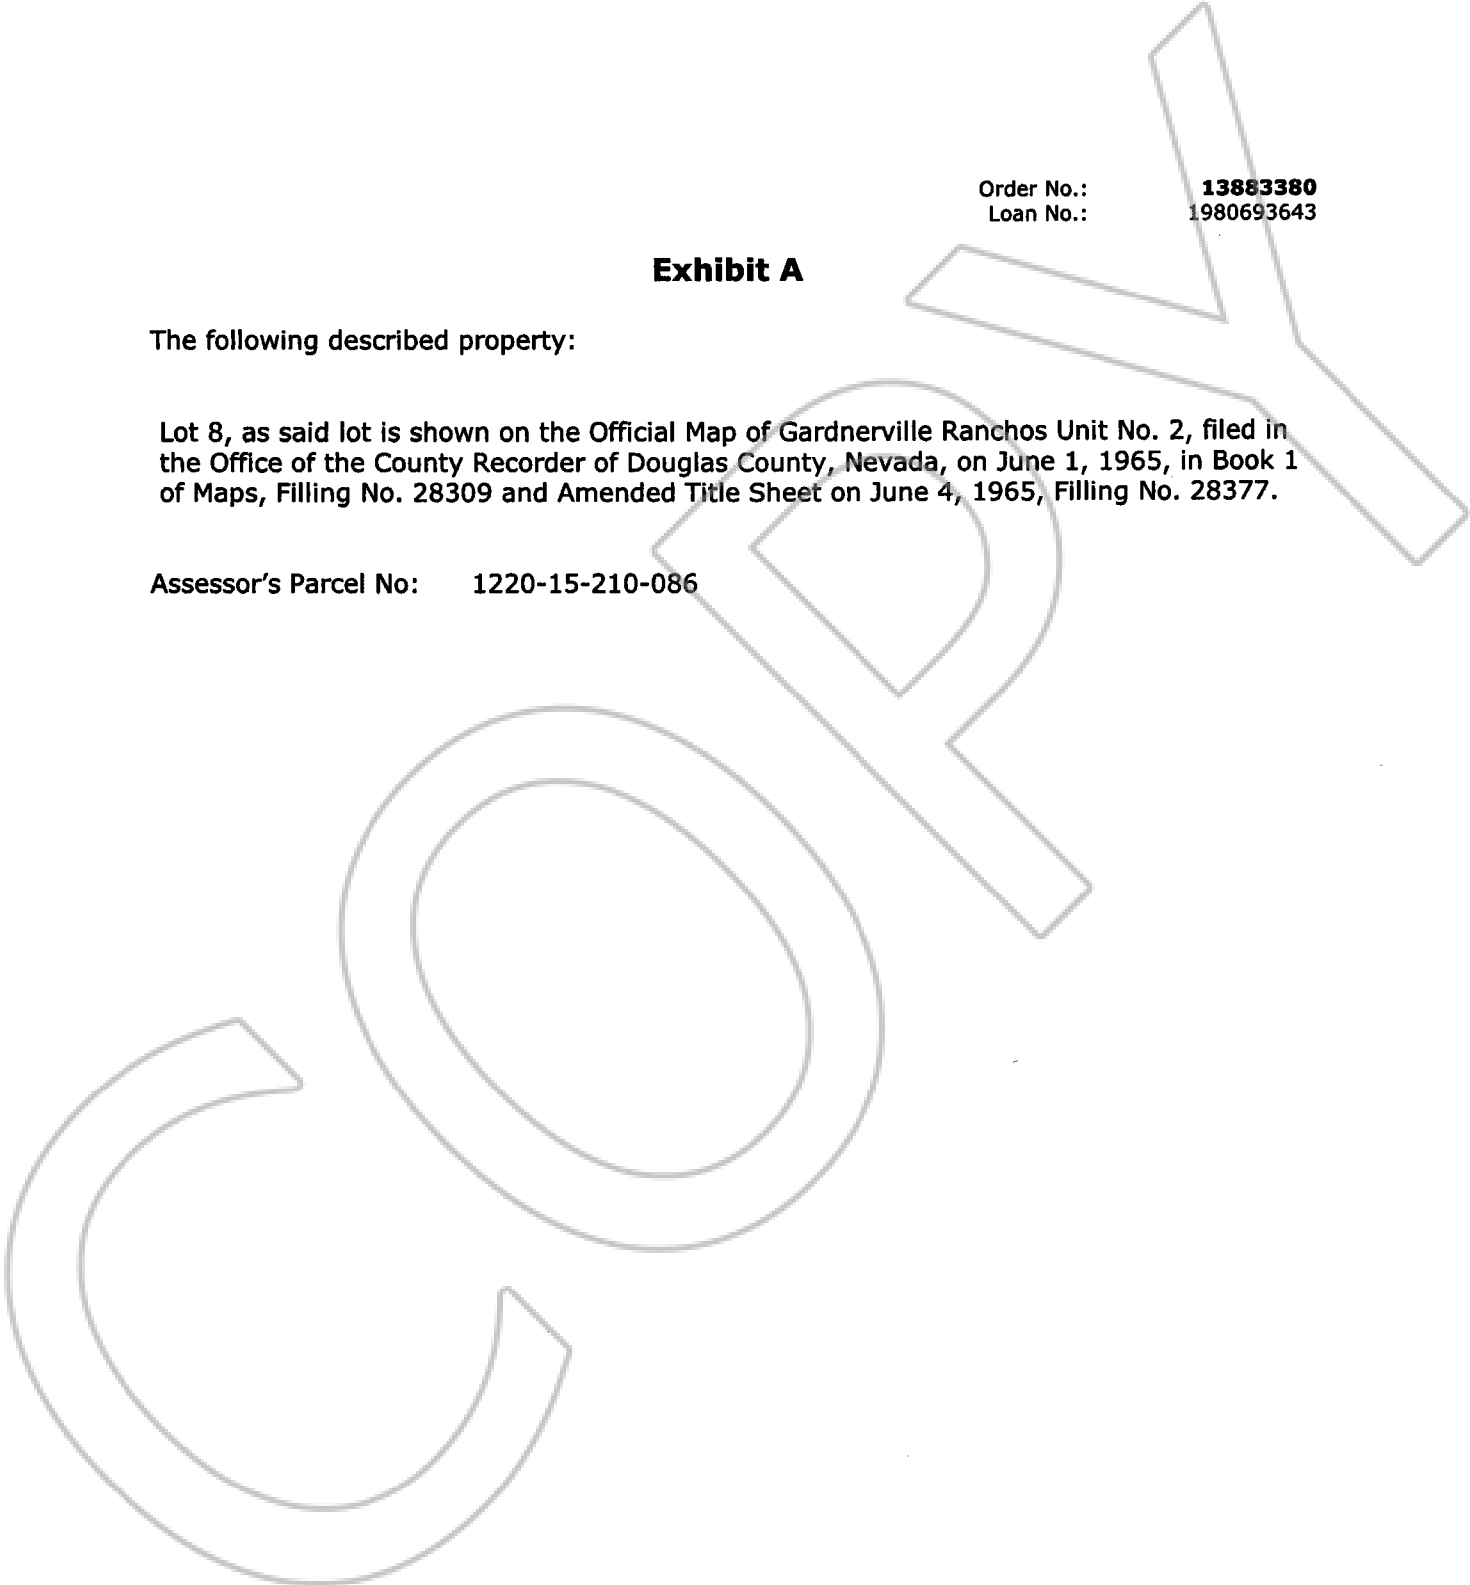 Order No.: 13883380
Loan No.: 1980693643
Exhibit A
The following described property:
Lot 8, as said lot is shown on the Official Map of Gardnerville Ranchos Unit No. 2, filed in
the Office of the County Recorder of Douglas County, Nevada, on June 1, 1965, in Book 1
of Maps, Filling No. 28309 and Amended Title Sheet on June 4, 1965, Filling No. 28377.
Assessor's Parcel No: 1220-15-210-086
COPY